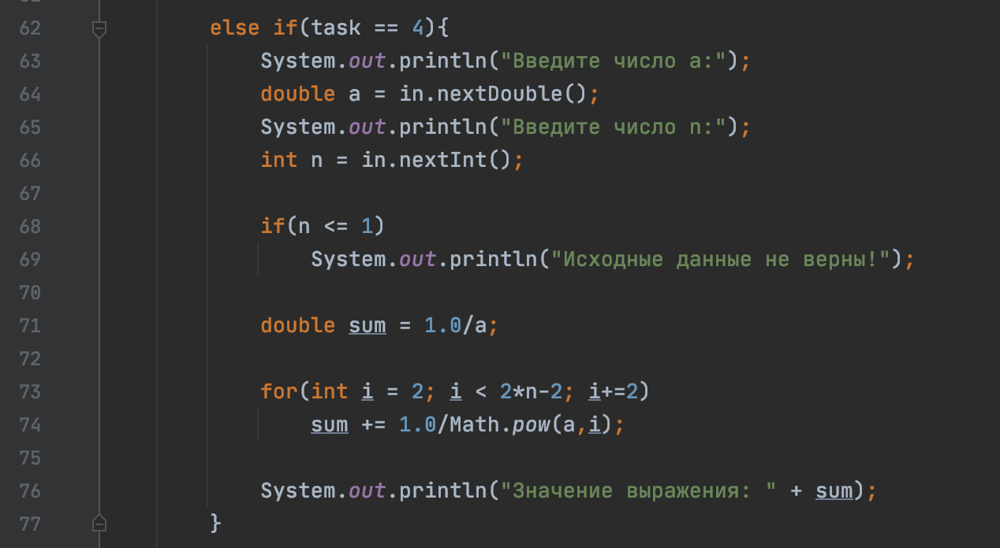 62 else if(task == 4){
63 System.out.println("Введите число a:");
64 double a = in.nextDouble();
65 System.out.println("Введите число n:");
66 int n = in.nextInt();
67
68 if(n <= 1)
69 System.out.println("Исходные данные не верны!");
70
71 double sum = 1.0/a;
72
73 for(int i = 2; i < 2*n-2; i+=2)
74 sum += 1.0/Math.pow(a,i);
75
76 System.out.println("Значение выражения: " + sum);
77 }